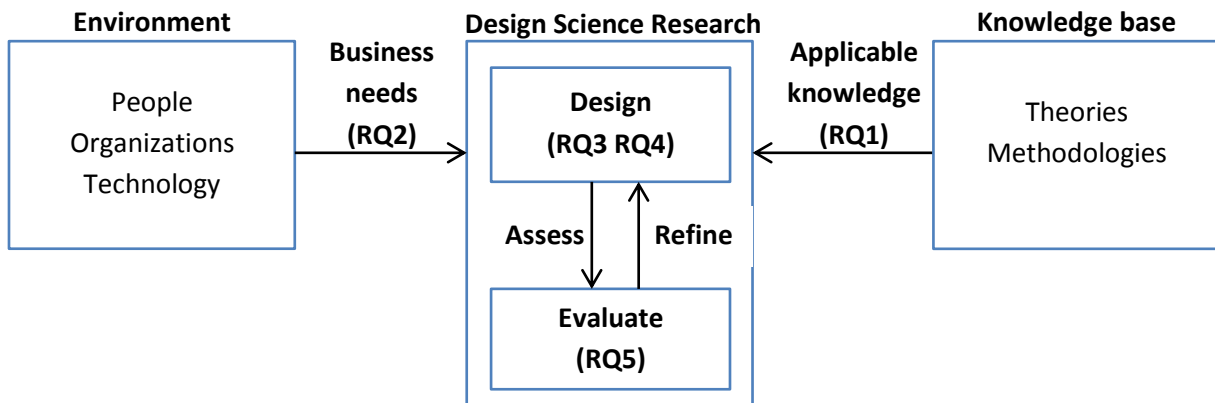 Environment
People
Organizations
Technology
Business
needs
(RQ2)
Design Science Research
Design
(RQ3 RQ4)
Assess
Refine
Evaluate
(RQ5)
Applicable
knowledge
(RQ1)
Knowledge base
Theories
Methodologies